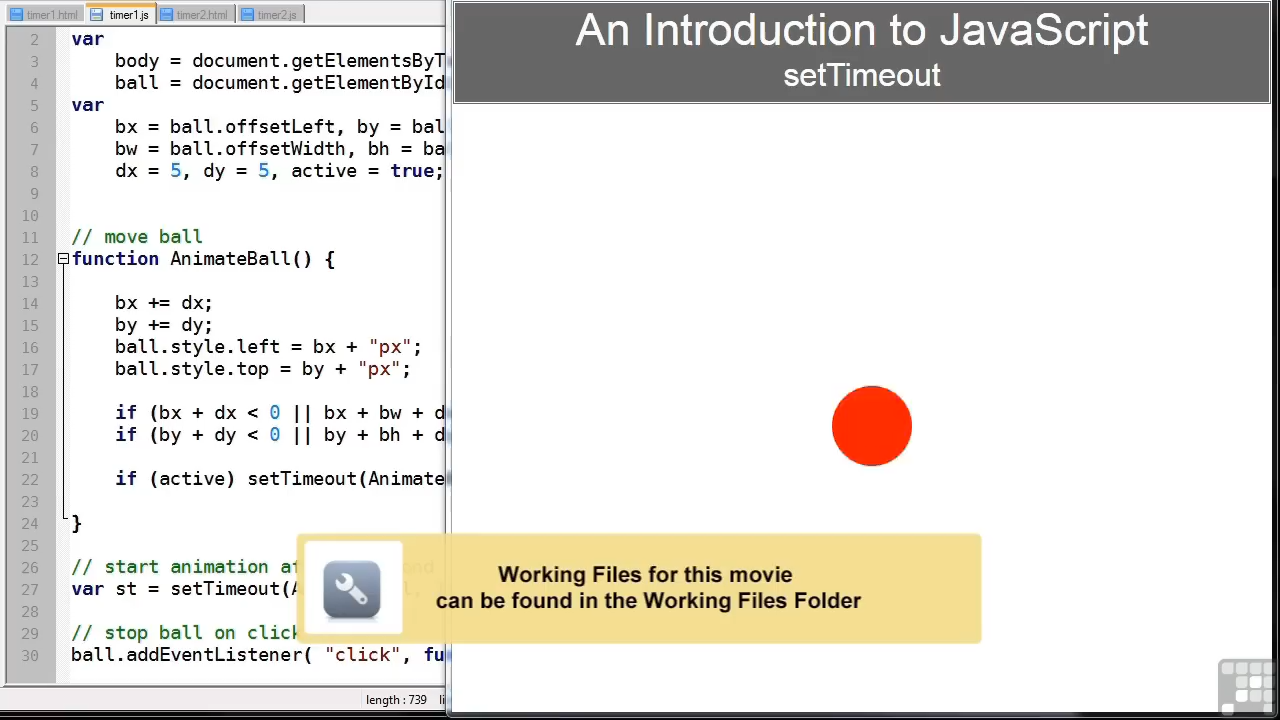 timer1.html timer1.js timer2.html timer2.js
An Introduction to JavaScript
setTimeout
2 var
3 body = document.getElementsByT
4 ball = document.getElementById
5 var
6 bx = ball.offsetLeft, by = bal
7 bw = ball.offsetWidth, bh = ba
8 dx = 5, dy = 5, active = true;
9
10
11 // move ball
12 function AnimateBall() {
13
14 bx += dx;
15 by += dy;
16 ball.style.left = bx + "px";
17 ball.style.top = by + "px";
18
19 if (bx + dx < 0 || bx + bw + d
20 if (by + dy < 0 || by + bh + d
21
22 if (active) setTimeout(Animate
23
24 }
25
26 // start animation
27 var st = setTimeout(
28
29 // stop ball on click
30 ball.addEventListener( "click", fu
Working Files for this movie
can be found in the Working Files Folder
length : 739 li